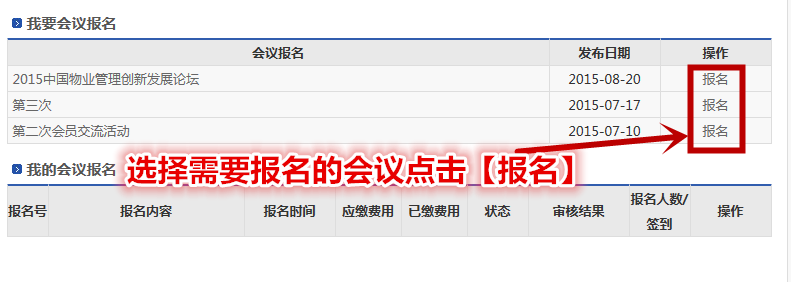 我要会议报名
会议报名 发布日期 操作
2015中国物业管理创新发展论坛 2015-08-20 报名
第三次 2015-07-17 报名
第二次会员交流活动 2015-07-10 报名
我的会议报名
选择需要报名的会议点击【报名】
报名号 报名内容 报名时间 应缴费用 已缴费用 状态 审核结果 报名人数/ 操作
签到